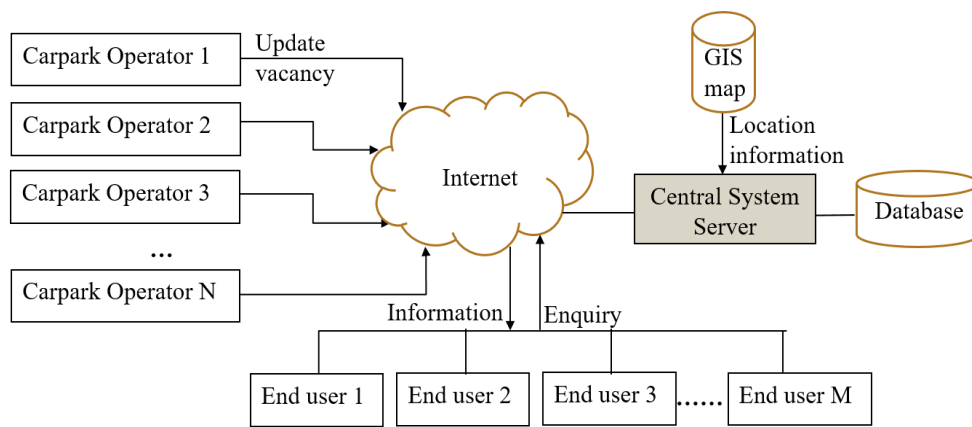 Carpark Operator 1
Update
vacancy
GIS
map
Carpark Operator 2
Location
information
Carpark Operator 3
Internet
Central System
Server
Database
...
Carpark Operator N
Information
Enquiry
End user 1
End user 2
End user 3
......
End user M